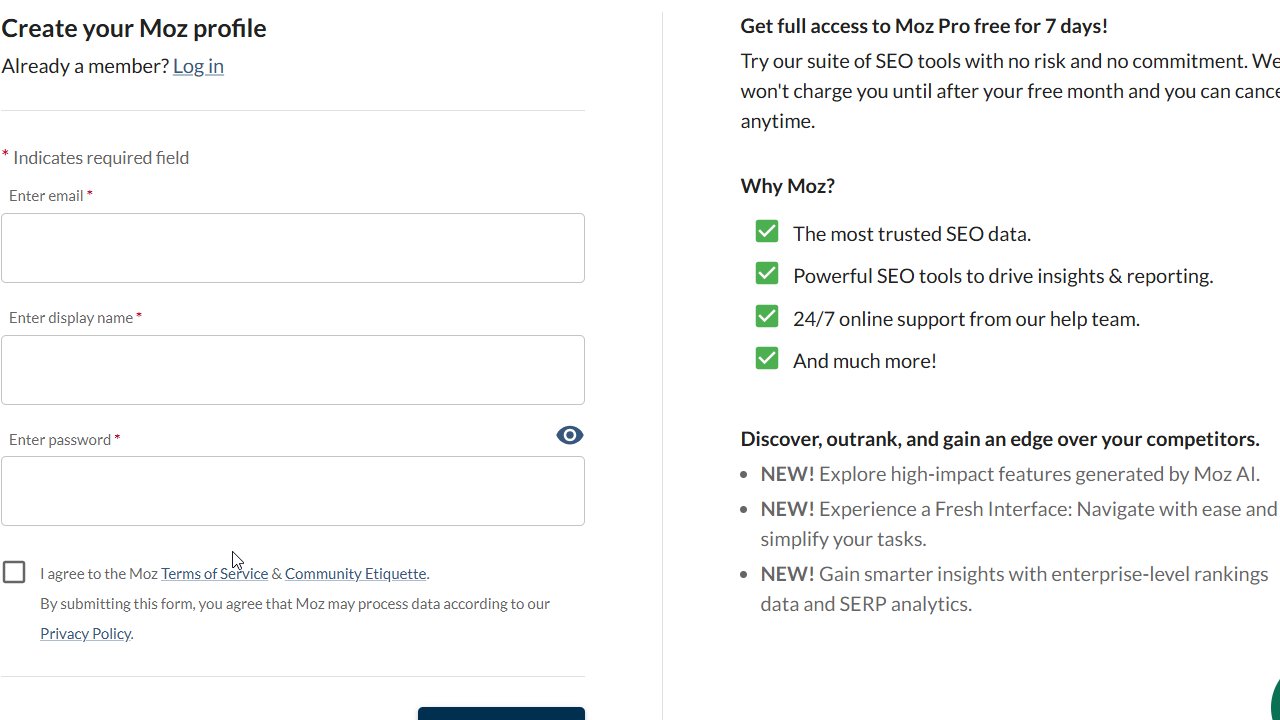 Create your Moz profile
Already a member? Log in
* Indicates required field
Enter email *
Enter display name *
Enter password *
I agree to the Moz Terms of Service & Community Etiquette.
By submitting this form, you agree that Moz may process data according to our
Privacy Policy.
Get full access to Moz Pro free for 7 days!
Try our suite of SEO tools with no risk and no commitment. We
won't charge you until after your free month and you can cance
anytime.
Why Moz?
The most trusted SEO data.
Powerful SEO tools to drive insights & reporting.
24/7 online support from our help team.
And much more!
Discover, outrank, and gain an edge over your competitors.
• NEW! Explore high-impact features generated by Moz AI.
• NEW! Experience a Fresh Interface: Navigate with ease and
simplify your tasks.
• NEW! Gain smarter insights with enterprise-level rankings
data and SERP analytics.